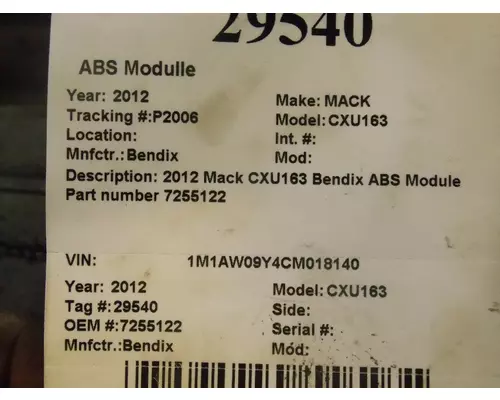 29540
ABS Modulle
Year: 2012 Make: MACK
Tracking #:P2006 Model:CXU163
Location: Int. #:
Mnfctr.:Bendix Mod:
Description: 2012 Mack CXU163 Bendix ABS Module
Part number 7255122
VIN: 1M1AW09Y4CM018140
Year: 2012 Model:CXU163
Tag #:29540 Side:
OEM #:7255122 Serial #:
Mnfctr.:Bendix Mód: